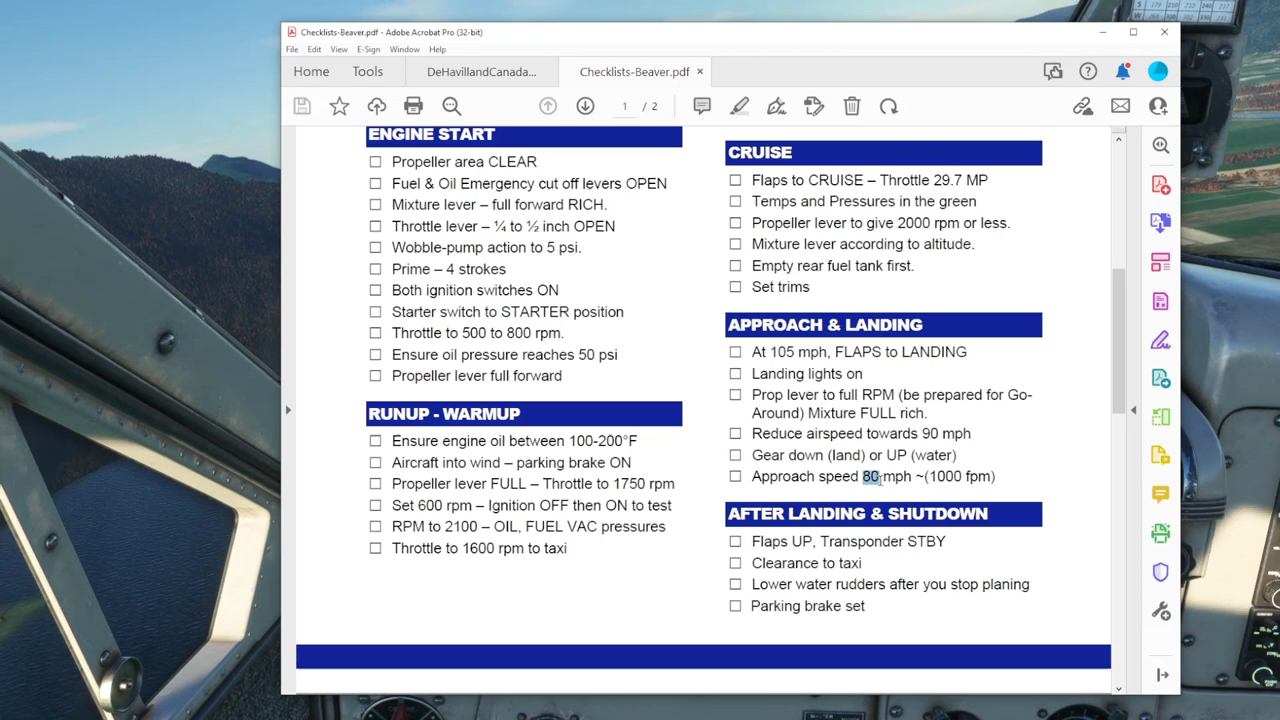 S 179 210 224 237
W 268 300 331
Checklists-Beaver.pdf - Adobe Acrobat Pro (32-bit)
File Edit View E-Sign Window Help
Home Tools DeHavillandCanada... Checklists-Beaver.pdf ×
1 / 2
ENGINE START
Propeller area CLEAR
Fuel & Oil Emergency cut off levers OPEN
Mixture lever – full forward RICH.
Throttle lever – ¼ to ½ inch OPEN
Wobble-pump action to 5 psi.
Prime – 4 strokes
Both ignition switches ON
Starter switch to STARTER position
Throttle to 500 to 800 rpm.
Ensure oil pressure reaches 50 psi
Propeller lever full forward
RUNUP - WARMUP
Ensure engine oil between 100-200°F
Aircraft into wind – parking brake ON
Propeller lever FULL – Throttle to 1750 rpm
Set 600 rpm – Ignition OFF then ON to test
RPM to 2100 – OIL, FUEL VAC pressures
Throttle to 1600 rpm to taxi
CRUISE
Flaps to CRUISE – Throttle 29.7 MP
Temps and Pressures in the green
Propeller lever to give 2000 rpm or less.
Mixture lever according to altitude.
Empty rear fuel tank first.
Set trims
APPROACH & LANDING
At 105 mph, FLAPS to LANDING
Landing lights on
Prop lever to full RPM (be prepared for Go-
Around) Mixture FULL rich.
Reduce airspeed towards 90 mph
Gear down (land) or UP (water)
Approach speed 80 mph ~(1000 fpm)
AFTER LANDING & SHUTDOWN
Flaps UP, Transponder STBY
Clearance to taxi
Lower water rudders after you stop planing
Parking brake set